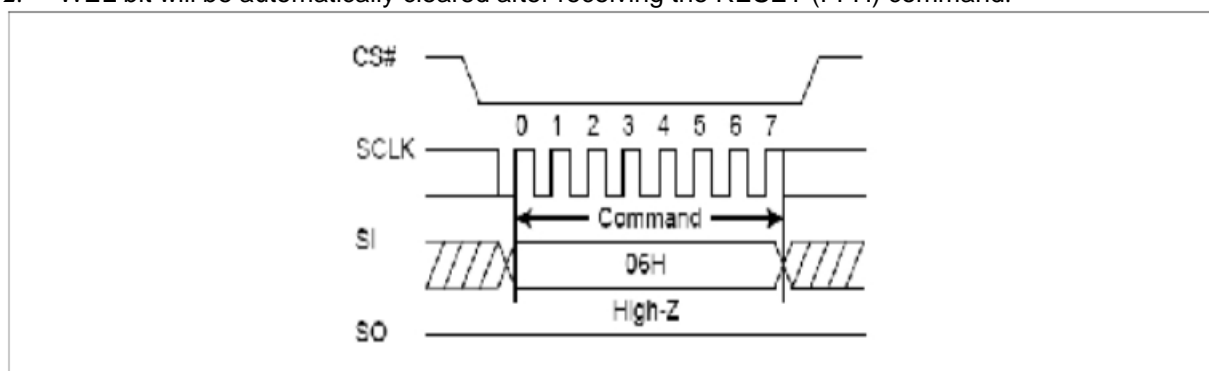 2. WEL bit will be automatically cleared after receiving the RESET (FFH) command.
CS#
0 1 2 3 4 5 6 7
SCLK
Command
SI
06H
High-Z
SO